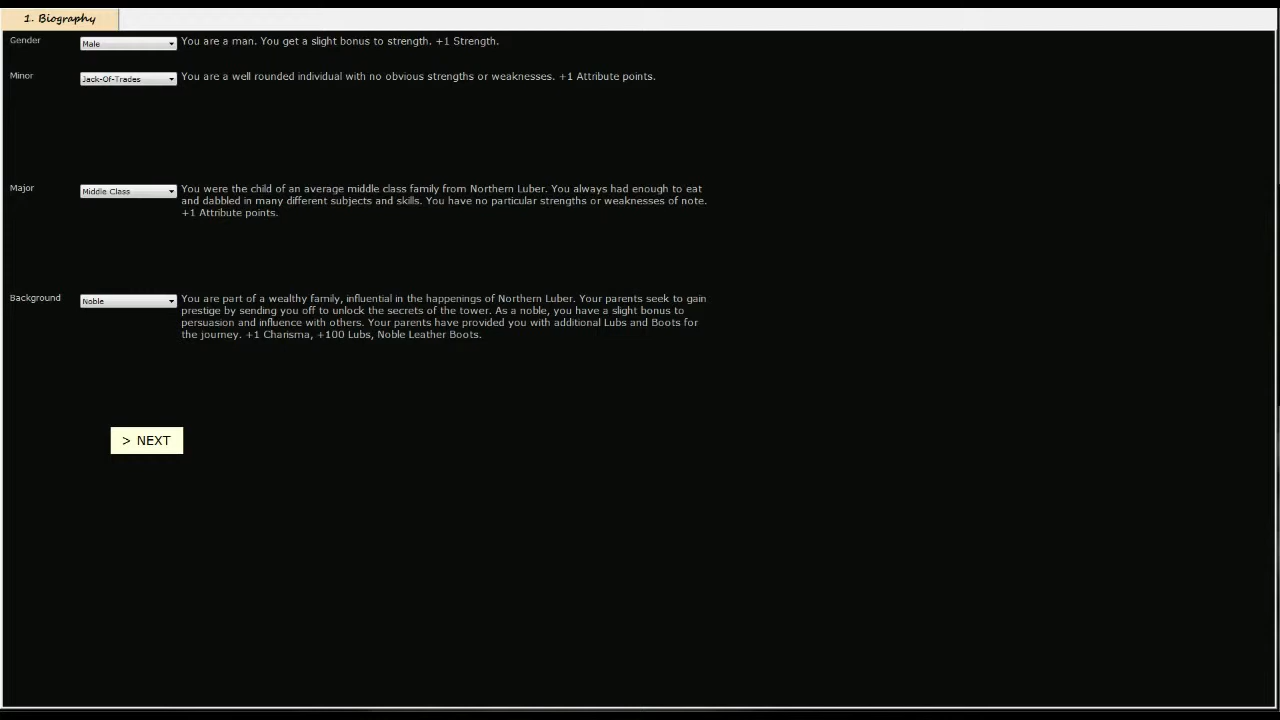 1. Biography
Gender
Male
You are a man. You get a slight bonus to strength. +1 Strength.
Minor
Jack-Of-Trades
You are a well rounded individual with no obvious strengths or weaknesses. +1 Attribute points.
Major
Middle Class
You were the child of an average middle class family from Northern Luber. You always had enough to eat
and dabbled in many different subjects and skills. You have no particular strengths or weaknesses of note.
+1 Attribute points.
Background
Noble
You are part of a wealthy family, influential in the happenings of Northern Luber. Your parents seek to gain
prestige by sending you off to unlock the secrets of the tower. As a noble, you have a slight bonus to
persuasion and influence with others. Your parents have provided you with additional Lubs and Boots for
the journey. +1 Charisma, +100 Lubs, Noble Leather Boots.
> NEXT